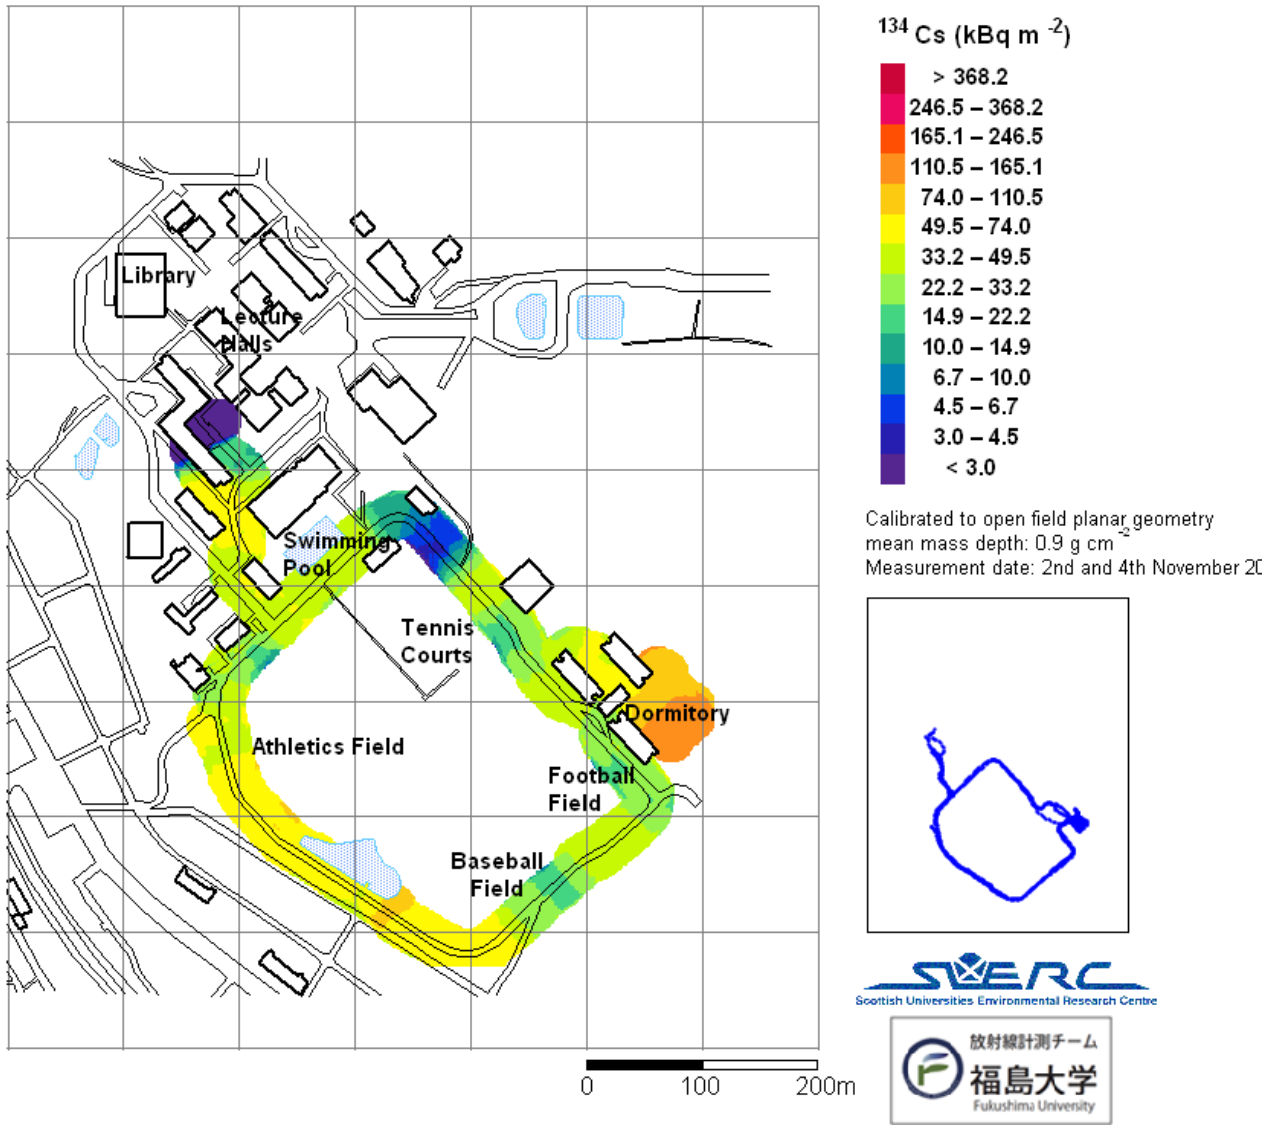 134 Cs (kBq m -2)
> 368.2
246.5 – 368.2
165.1 – 246.5
110.5 – 165.1
74.0 – 110.5
49.5 – 74.0
33.2 – 49.5
22.2 – 33.2
14.9 – 22.2
10.0 – 14.9
6.7 – 10.0
4.5 – 6.7
3.0 – 4.5
< 3.0
Calibrated to open field planar geometry
mean mass depth: 0.9 g cm -2
Measurement date: 2nd and 4th November 20
Library
Lecture
Halls
Swimming
Pool
Tennis
Courts
Dormitory
Athletics Field
Football
Field
Baseball
Field
0 100 200m
SUERC
Scottish Universities Environmental Research Centre
放射線計測チーム
福島大学
Fukushima University